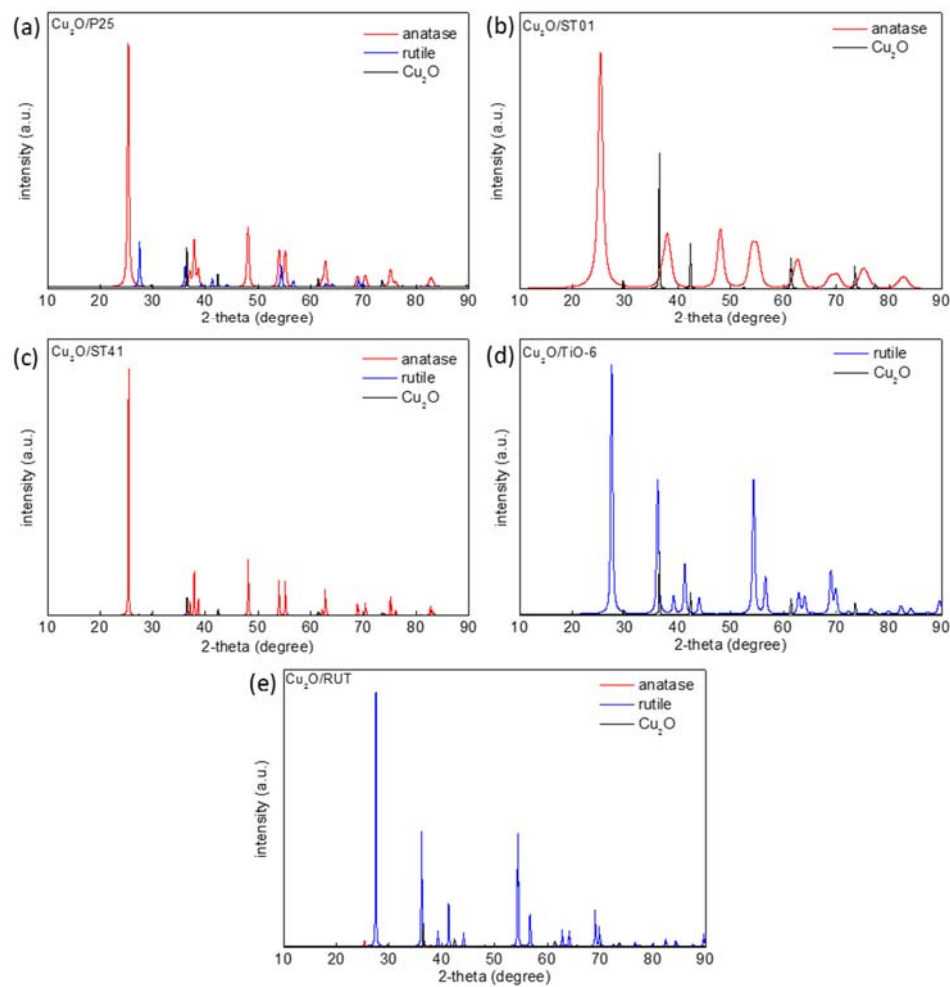 (a)
Cu₂O/P25
anatase
rutile
Cu₂O
intensity (a.u.)
10 20 30 40 50 60 70 80 90
2-theta (degree)
(b)
Cu₂O/ST01
anatase
Cu₂O
intensity (a.u.)
20 30 40 50 60 70 80 90
2-theta (degree)
(c)
Cu₂O/ST41
anatase
rutile
Cu₂O
intensity (a.u.)
10 20 30 40 50 60 70 80 90
2-theta (degree)
(d)
Cu₂O/TiO-6
rutile
Cu₂O
intensity (a.u.)
10 20 30 40 50 60 70 80 90
2-theta (degree)
(e)
Cu₂O/RUT
anatase
rutile
Cu₂O
intensity (a.u.)
10 20 30 40 50 60 70 80 90
2-theta (degree)